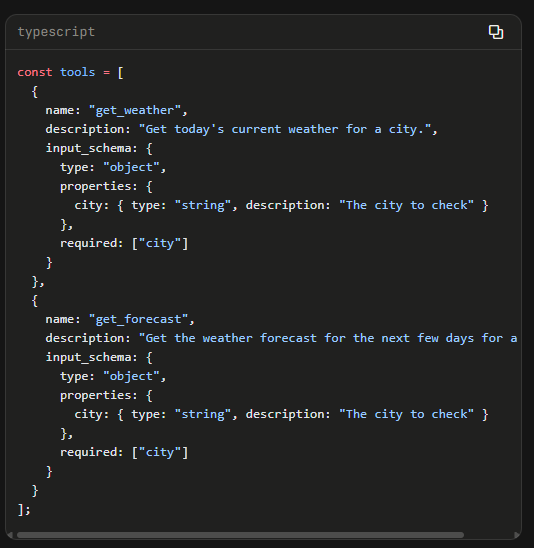 typescript
const tools = [
  {
    name: "get_weather",
    description: "Get today's current weather for a city.",
    input_schema: {
      type: "object",
      properties: {
        city: { type: "string", description: "The city to check" }
      },
      required: ["city"]
    }
  },
  {
    name: "get_forecast",
    description: "Get the weather forecast for the next few days for a
    input_schema: {
      type: "object",
      properties: {
        city: { type: "string", description: "The city to check" }
      },
      required: ["city"]
    }
  }
];